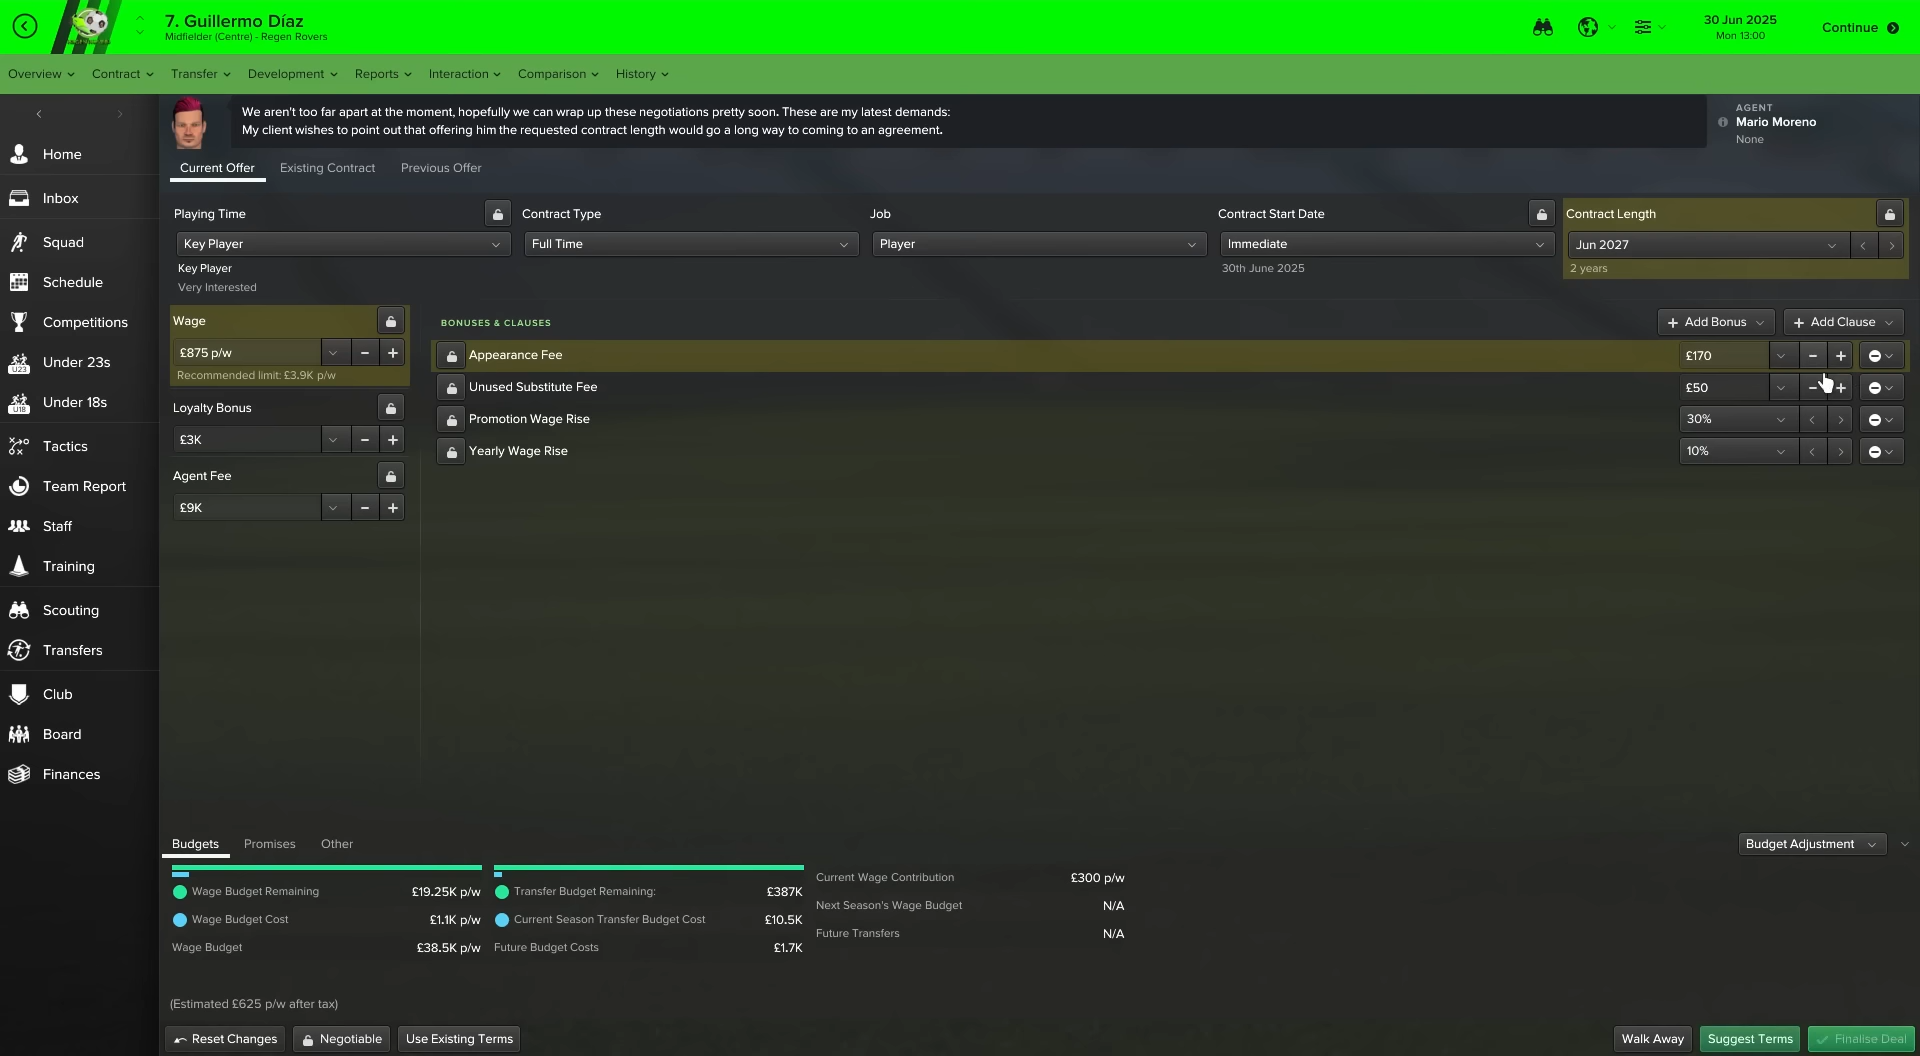 7. Guillermo Díaz
Midfielder (Centre) - Regen Rovers
30 Jun 2025
Mon 13:00
Continue
Overview
Contract
Transfer
Development
Reports
Interaction
Comparison
History
Home
Inbox
Squad
Schedule
Competitions
U23
Under 23s
U18
Under 18s
Tactics
Team Report
Staff
Training
Scouting
Transfers
Club
Board
Finances
We aren't too far apart at the moment, hopefully we can wrap up these negotiations pretty soon. These are my latest demands:
My client wishes to point out that offering him the requested contract length would go a long way to coming to an agreement.
AGENT
Mario Moreno
None
Current Offer
Existing Contract
Previous Offer
Playing Time
Key Player
Key Player
Very Interested
Contract Type
Full Time
Job
Player
Contract Start Date
Immediate
30th June 2025
Contract Length
Jun 2027
2 years
Wage
£875 p/w
Recommended limit: £3.9K p/w
Loyalty Bonus
£3K
Agent Fee
£9K
BONUSES & CLAUSES
Add Bonus
Add Clause
Appearance Fee
£170
Unused Substitute Fee
£50
Promotion Wage Rise
30%
Yearly Wage Rise
10%
Budgets
Promises
Other
Budget Adjustment
Wage Budget Remaining
£19.25K p/w
Wage Budget Cost
£1.1K p/w
Wage Budget
£38.5K p/w
Transfer Budget Remaining:
£387K
Current Season Transfer Budget Cost
£10.5K
Future Budget Costs
£1.7K
Current Wage Contribution
£300 p/w
Next Season's Wage Budget
N/A
Future Transfers
N/A
(Estimated £625 p/w after tax)
Reset Changes
Negotiable
Use Existing Terms
Walk Away
Suggest Terms
Finalise Deal